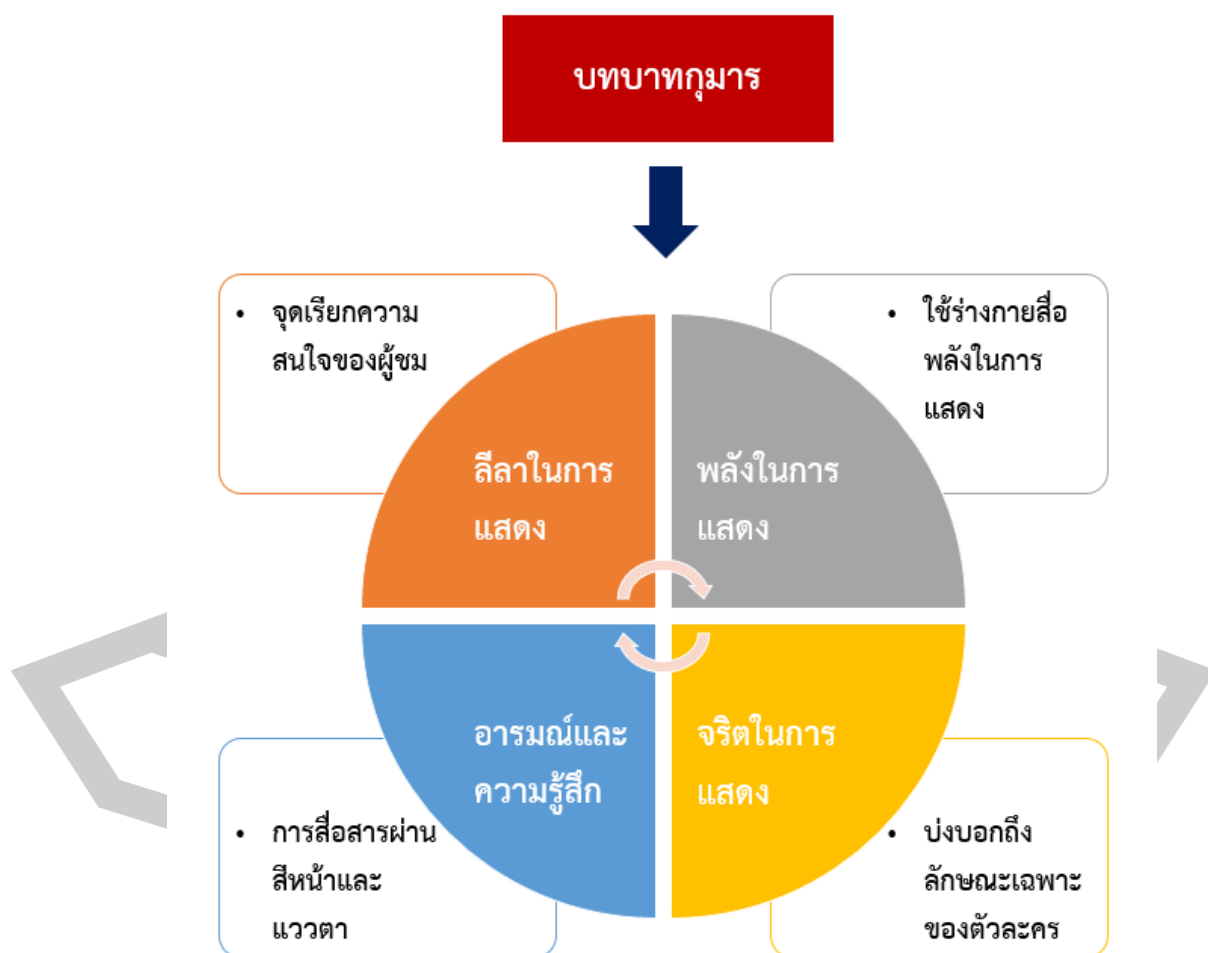 บทบาทกุมาร
• จุดเรียกความ
สนใจของผู้ชม
• ใช้ร่างกายสื่อ
พลังในการ
แสดง
ลีลาในการ
แสดง
พลังในการ
แสดง
อารมณ์และ
ความรู้สึก
จริตในการ
แสดง
• การสื่อสารผ่าน
สีหน้าและ
แววตา
• บ่งบอกถึง
ลักษณะเฉพาะ
ของตัวละคร